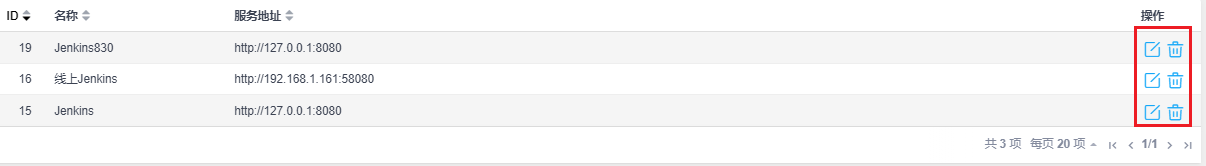 ID 名称 服务地址 操作
19 Jenkins830 http://127.0.0.1:8080
16 线上Jenkins http://192.168.1.161:58080
15 Jenkins http://127.0.0.1:8080
共 3 项 每页 20 项 1/1